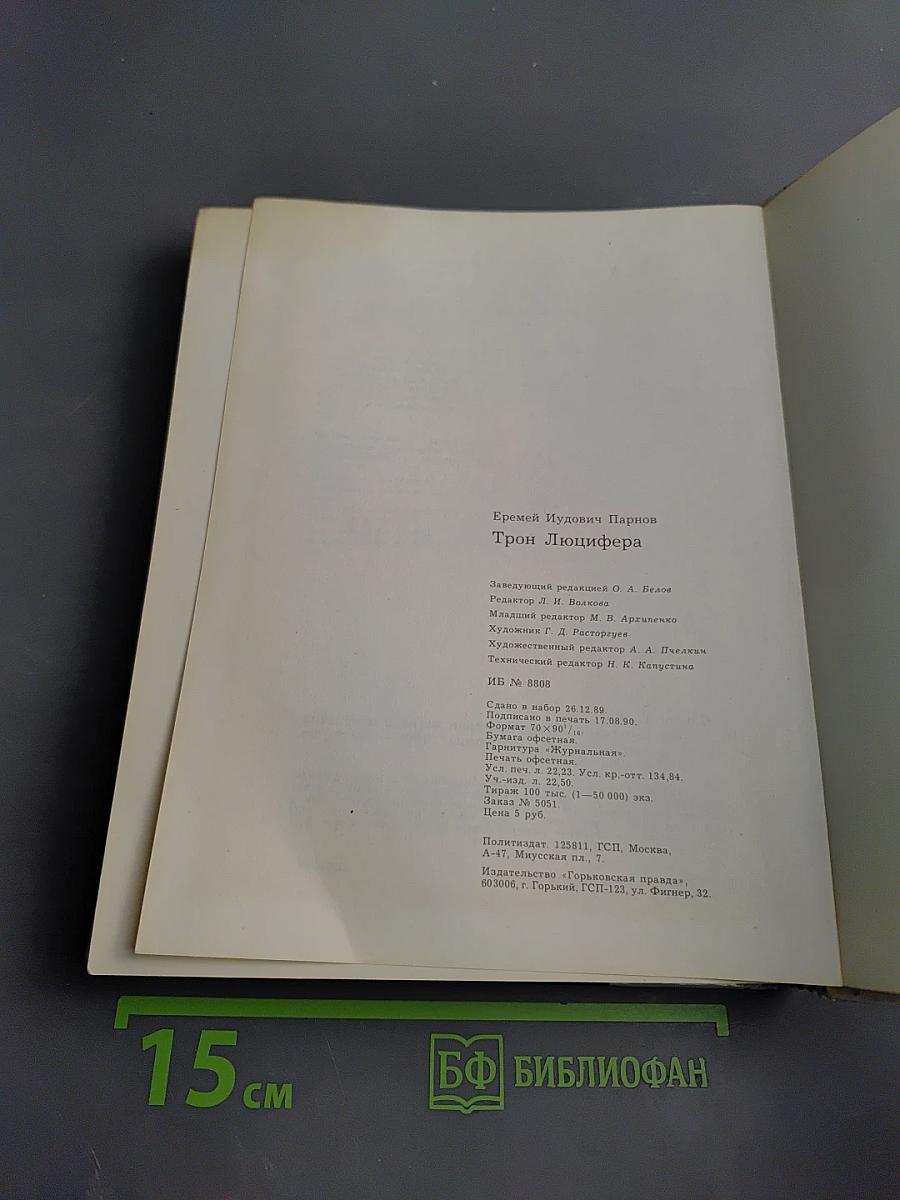 Еремей Иудович Парнов
Трон Люцифера
Заведующий редакцией О. А. Белов
Редактор Л. И. Волкова
Младший редактор М. В. Архипенко
Художник Г. Д. Расторгуев
Художественный редактор А. А. Пчелкин
Технический редактор Н. К. Капустина
ИБ № 8808
Сдано в набор 26.12.89.
Подписано в печать 17.08.90.
Формат 70×90¹/₁₆.
Бумага офсетная.
Гарнитура «Журнальная».
Печать офсетная.
Усл. печ. л. 22,23. Усл. кр.-отт. 134,84.
Уч.-изд. л. 22,50.
Тираж 100 тыс. (1—50 000) экз.
Заказ № 5051.
Цена 5 руб.
Политиздат. 125811, ГСП, Москва,
А-47, Миусская пл., 7.
Издательство «Горьковская правда»,
603006, г. Горький, ГСП-123, ул. Фигнер, 32.
15 см
БФ БИБЛИОФАН